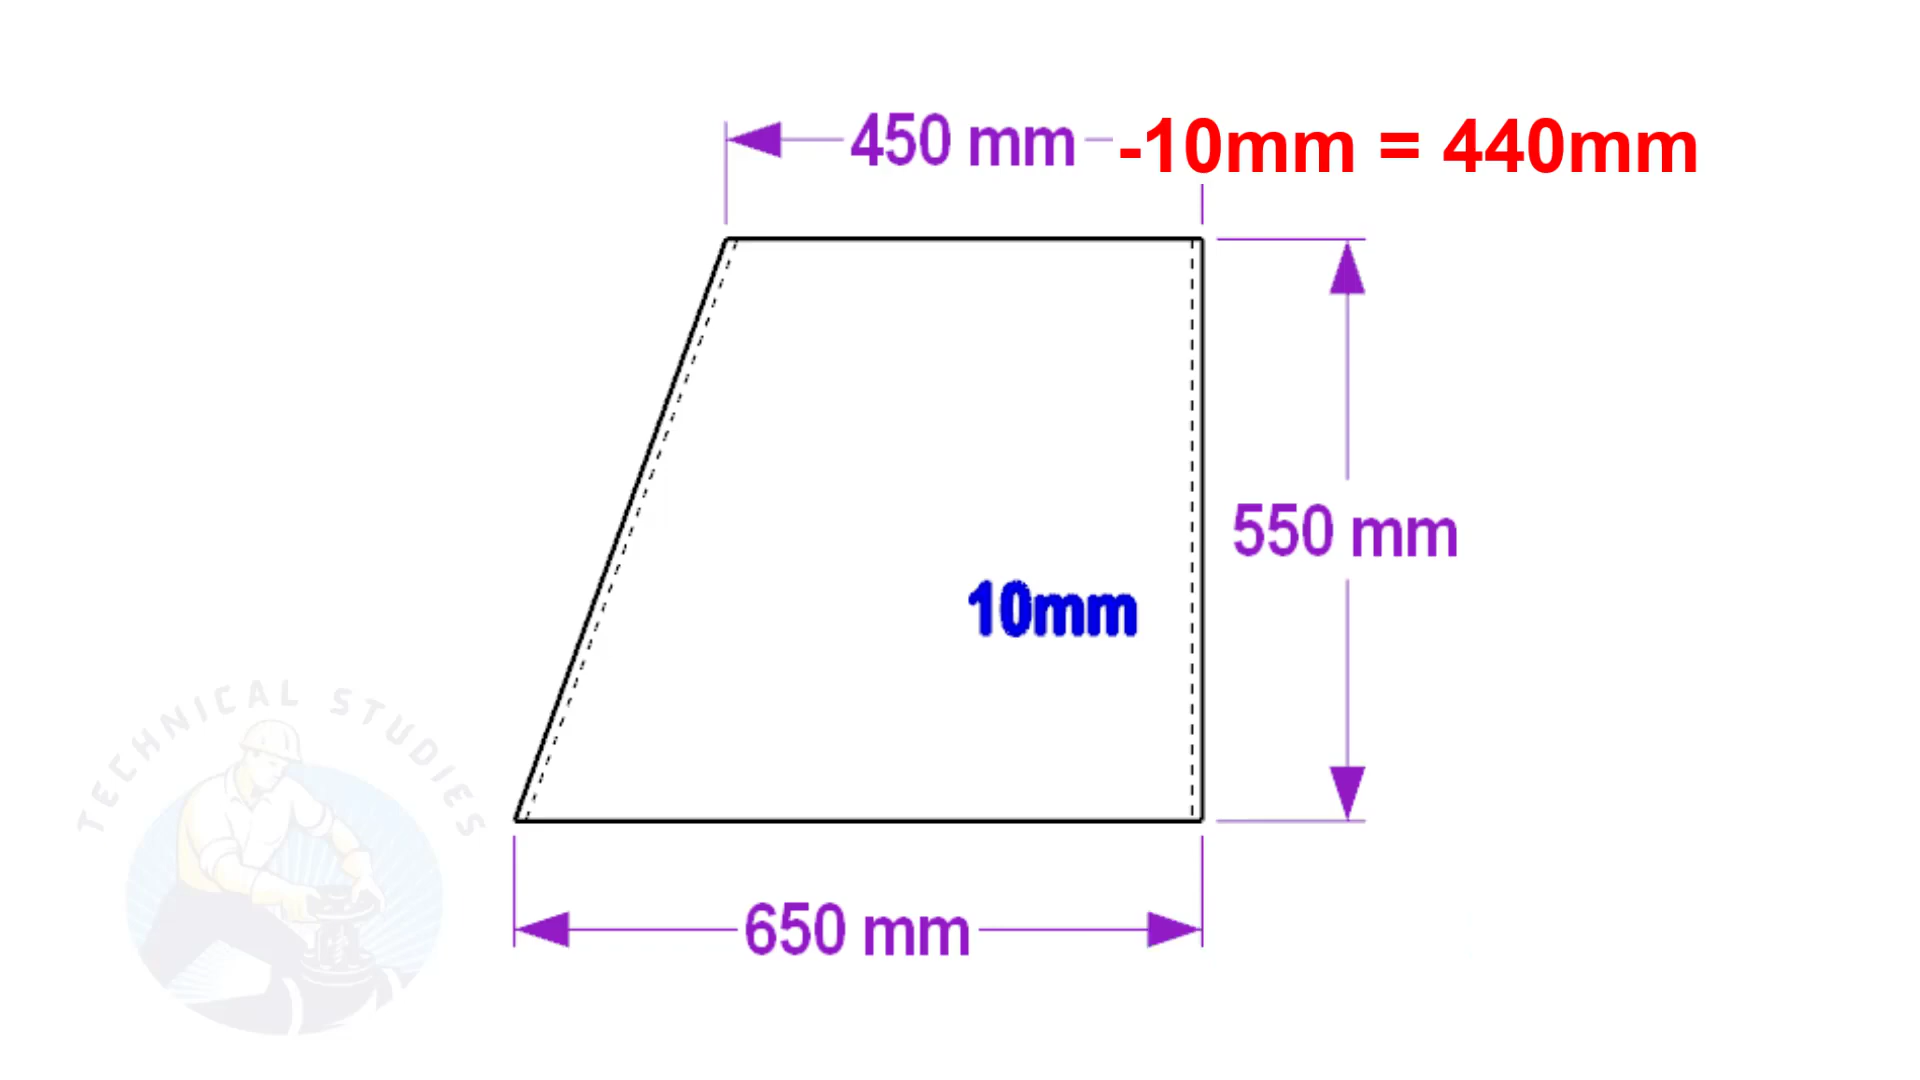 450 mm -10mm = 440mm
550 mm
10mm
TECHNICAL STUDIES
650 mm